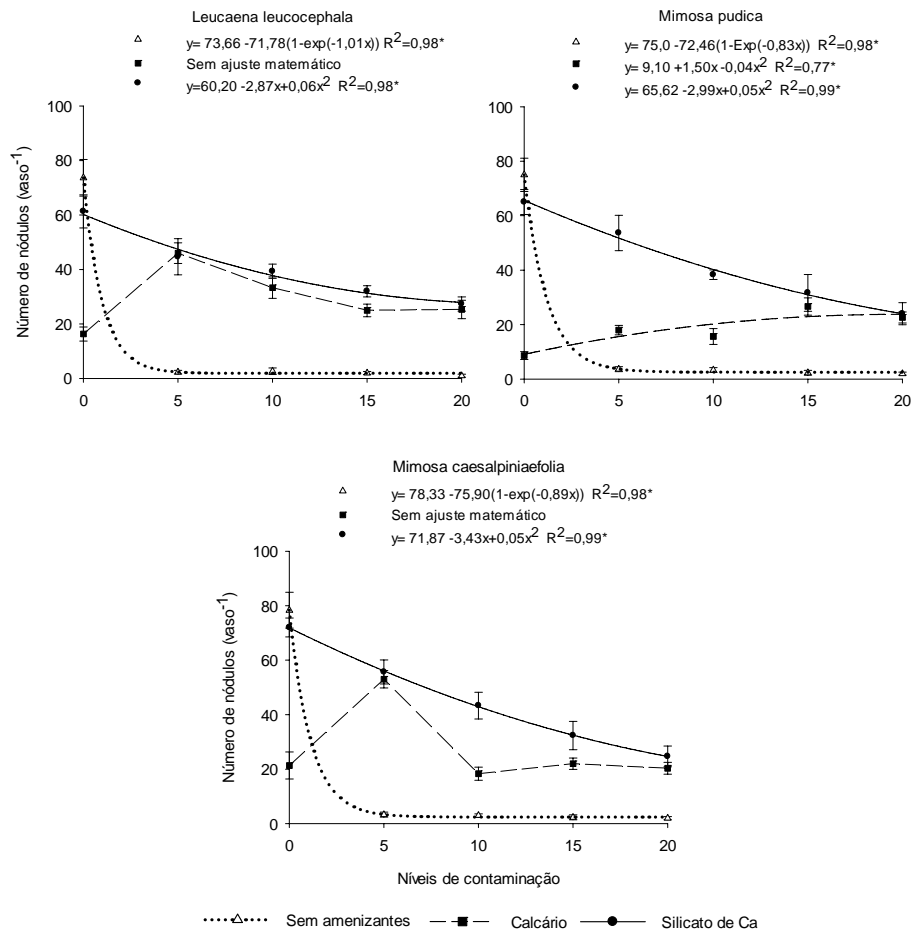 Leucaena leucocephala
y= 73,66 -71,78(1-exp(-1,01x)) R²=0,98*
Sem ajuste matemático
y=60,20 -2,87x+0,06x² R²=0,98*
Mimosa pudica
y= 75,0 -72,46(1-Exp(-0,83x)) R²=0,98*
y= 9,10 +1,50x -0,04x² R²=0,77*
y= 65,62 -2,99x+0,05x² R²=0,99*
Número de nódulos (vaso⁻¹)
100
80
60
40
20
0
0 5 10 15 20
100
80
60
40
20
0
0 5 10 15 20
Mimosa caesalpiniaefolia
y= 78,33 -75,90(1-exp(-0,89x)) R²=0,98*
Sem ajuste matemático
y= 71,87 -3,43x+0,05x² R²=0,99*
Número de nódulos (vaso⁻¹)
100
80
60
40
20
0
0 5 10 15 20
Níveis de contaminação
Sem amenizantes Calcário Silicato de Ca